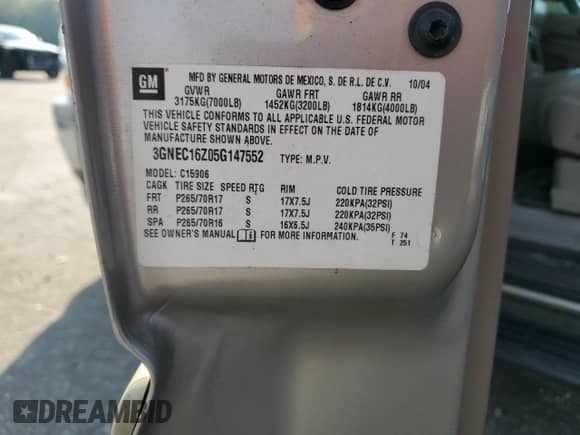 GM
MFD BY GENERAL MOTORS DE MEXICO, S. DE R.L. DE C.V. 10/04
GVWR GAWR FRT GAWR RR
3175KG(7000LB) 1452KG(3200LB) 1814KG(4000LB)
THIS VEHICLE CONFORMS TO ALL APPLICABLE U.S. FEDERAL MOTOR
VEHICLE SAFETY STANDARDS IN EFFECT ON THE DATE OF
MANUFACTURE SHOWN ABOVE.
3GNEC16Z05G147552 TYPE: M.P.V.
MODEL: C15906
CAGK TIRE SIZE SPEED RTG RIM COLD TIRE PRESSURE
FRT P265/70R17 S 17X7.5J 220KPA(32PSI)
RR P265/70R17 S 17X7.5J 220KPA(32PSI)
SPA P265/70R16 S 16X6.5J 240KPA(35PSI)
SEE OWNER'S MANUAL FOR MORE INFORMATION. F 74
T 251
DREAMBID